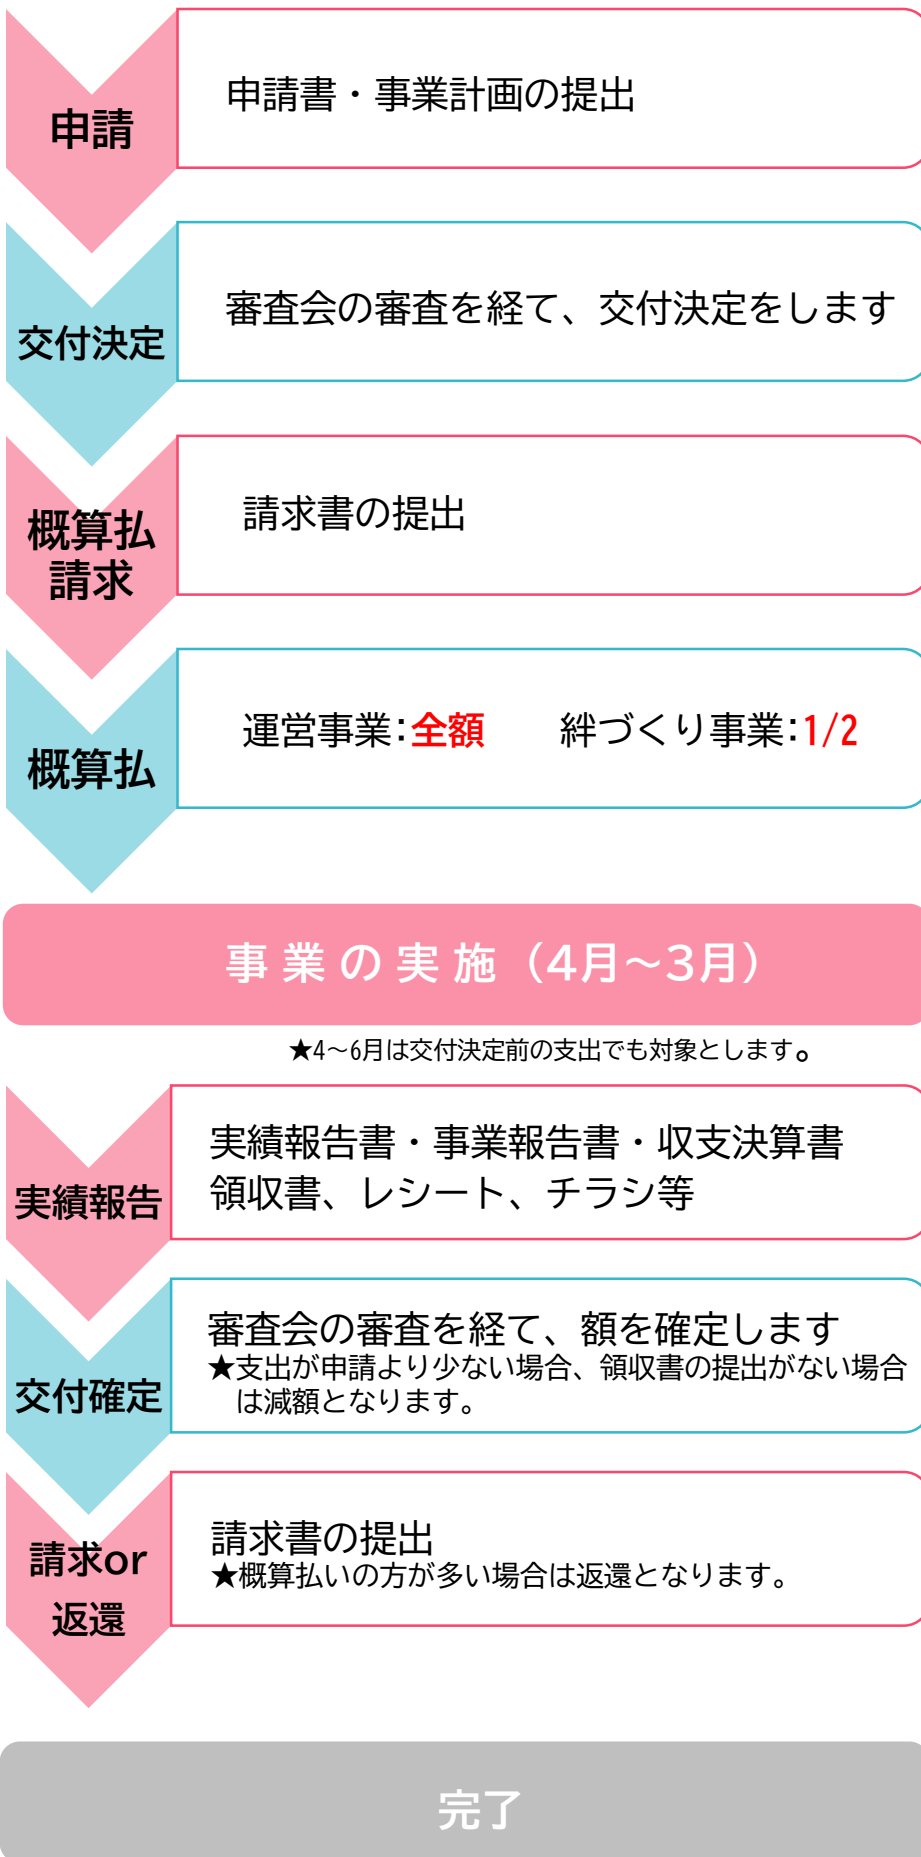 申請
申請書・事業計画の提出
交付決定
審査会の審査を経て、交付決定をします
概算払
請求
請求書の提出
概算払
運営事業:全額　絆づくり事業:1/2
事業の実施（4月～3月）
★4～6月は交付決定前の支出でも対象とします。
実績報告
実績報告書・事業報告書・収支決算書
領収書、レシート、チラシ等
交付確定
審査会の審査を経て、額を確定します
★支出が申請より少ない場合、領収書の提出がない場合
は減額となります。
請求or
返還
請求書の提出
★概算払いの方が多い場合は返還となります。
完了